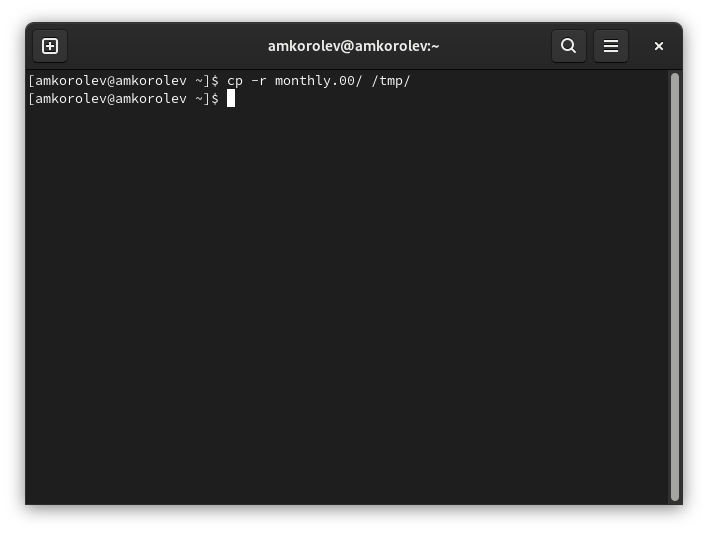 amkorolev@amkorolev:~
[amkorolev@amkorolev ~]$ cp -r monthly.00/ /tmp/
[amkorolev@amkorolev ~]$